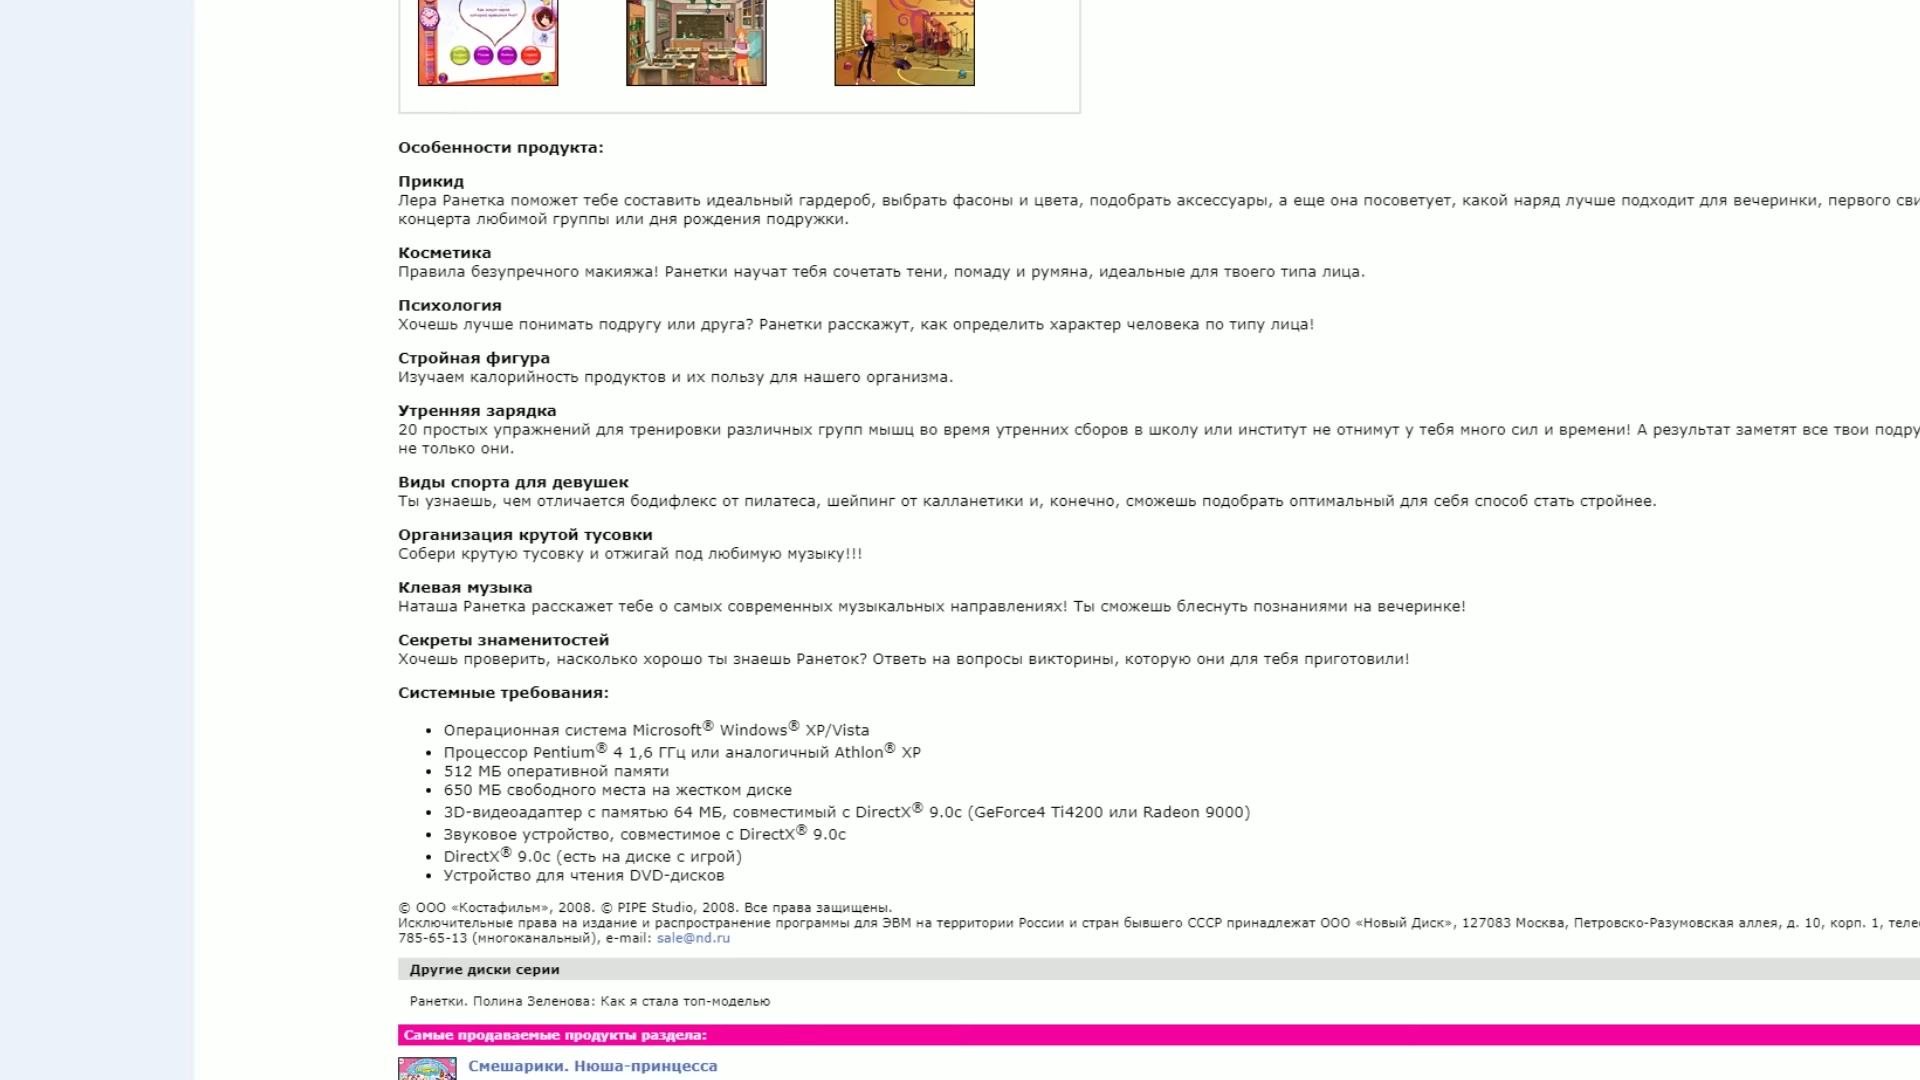 Особенности продукта:
Прикид
Лера Ранетка поможет тебе составить идеальный гардероб, выбрать фасоны и цвета, подобрать аксессуары, а еще она посоветует, какой наряд лучше подходит для вечеринки, первого
концерта любимой группы или дня рождения подружки.
Косметика
Правила безупречного макияжа! Ранетки научат тебя сочетать тени, помаду и румяна, идеальные для твоего типа лица.
Психология
Хочешь лучше понимать подругу или друга? Ранетки расскажут, как определить характер человека по типу лица!
Стройная фигура
Изучаем калорийность продуктов и их пользу для нашего организма.
Утренняя зарядка
20 простых упражнений для тренировки различных групп мышц во время утренних сборов в школу или институт не отнимут у тебя много сил и времени! А результат заметят все твои
не только они.
Виды спорта для девушек
Ты узнаешь, чем отличается бодифлекс от пилатеса, шейпинг от калланетики и, конечно, сможешь подобрать оптимальный для себя способ стать стройнее.
Организация крутой тусовки
Собери крутую тусовку и отжигай под любимую музыку!!!
Клевая музыка
Наташа Ранетка расскажет тебе о самых современных музыкальных направлениях! Ты сможешь блеснуть познаниями на вечеринке!
Секреты знаменитостей
Хочешь проверить, насколько хорошо ты знаешь Ранеток? Ответь на вопросы викторины, которую они для тебя приготовили!
Системные требования:
• Операционная система Microsoft® Windows® XP/Vista
• Процессор Pentium® 4 1,6 ГГц или аналогичный Athlon® XP
• 512 МБ оперативной памяти
• 650 МБ свободного места на жестком диске
• 3D-видеоадаптер с памятью 64 МБ, совместимый с DirectX® 9.0c (GeForce4 Ti4200 или Radeon 9000)
• Звуковое устройство, совместимое с DirectX® 9.0c
• DirectX® 9.0c (есть на диске с игрой)
• Устройство для чтения DVD-дисков
© ООО «Костафильм», 2008. © PIPE Studio, 2008. Все права защищены.
Исключительные права на издание и распространение программы для ЭВМ на территории России и стран бывшего СССР принадлежат ООО «Новый Диск», 127083 Москва, Петровско-Разумовская аллея, д. 10, корп. 1,
785-65-13 (многоканальный), e-mail: sale@nd.ru
Другие диски серии
Ранетки. Полина Зеленова: Как я стала топ-моделью
Самые продаваемые продукты раздела:
Смешарики. Нюша-принцесса